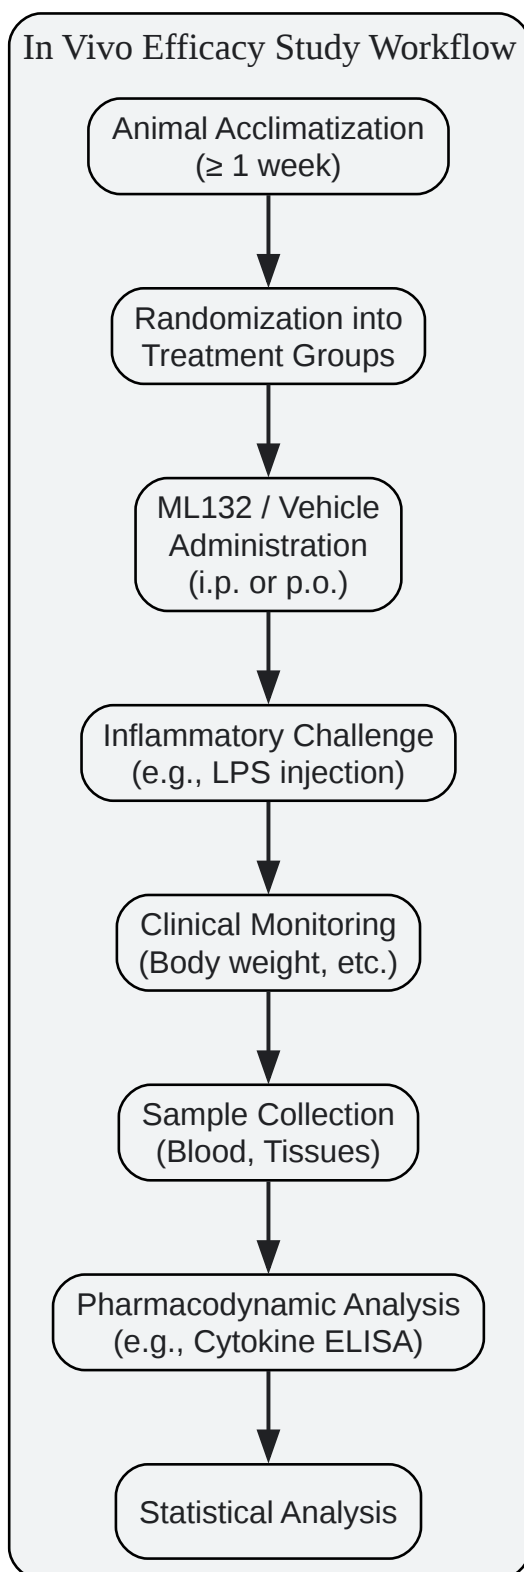 In Vivo Efficacy Study Workflow
Animal Acclimatization
(≥ 1 week)
Randomization into
Treatment Groups
ML132 / Vehicle
Administration
(i.p. or p.o.)
Inflammatory Challenge
(e.g., LPS injection)
Clinical Monitoring
(Body weight, etc.)
Sample Collection
(Blood, Tissues)
Pharmacodynamic Analysis
(e.g., Cytokine ELISA)
Statistical Analysis